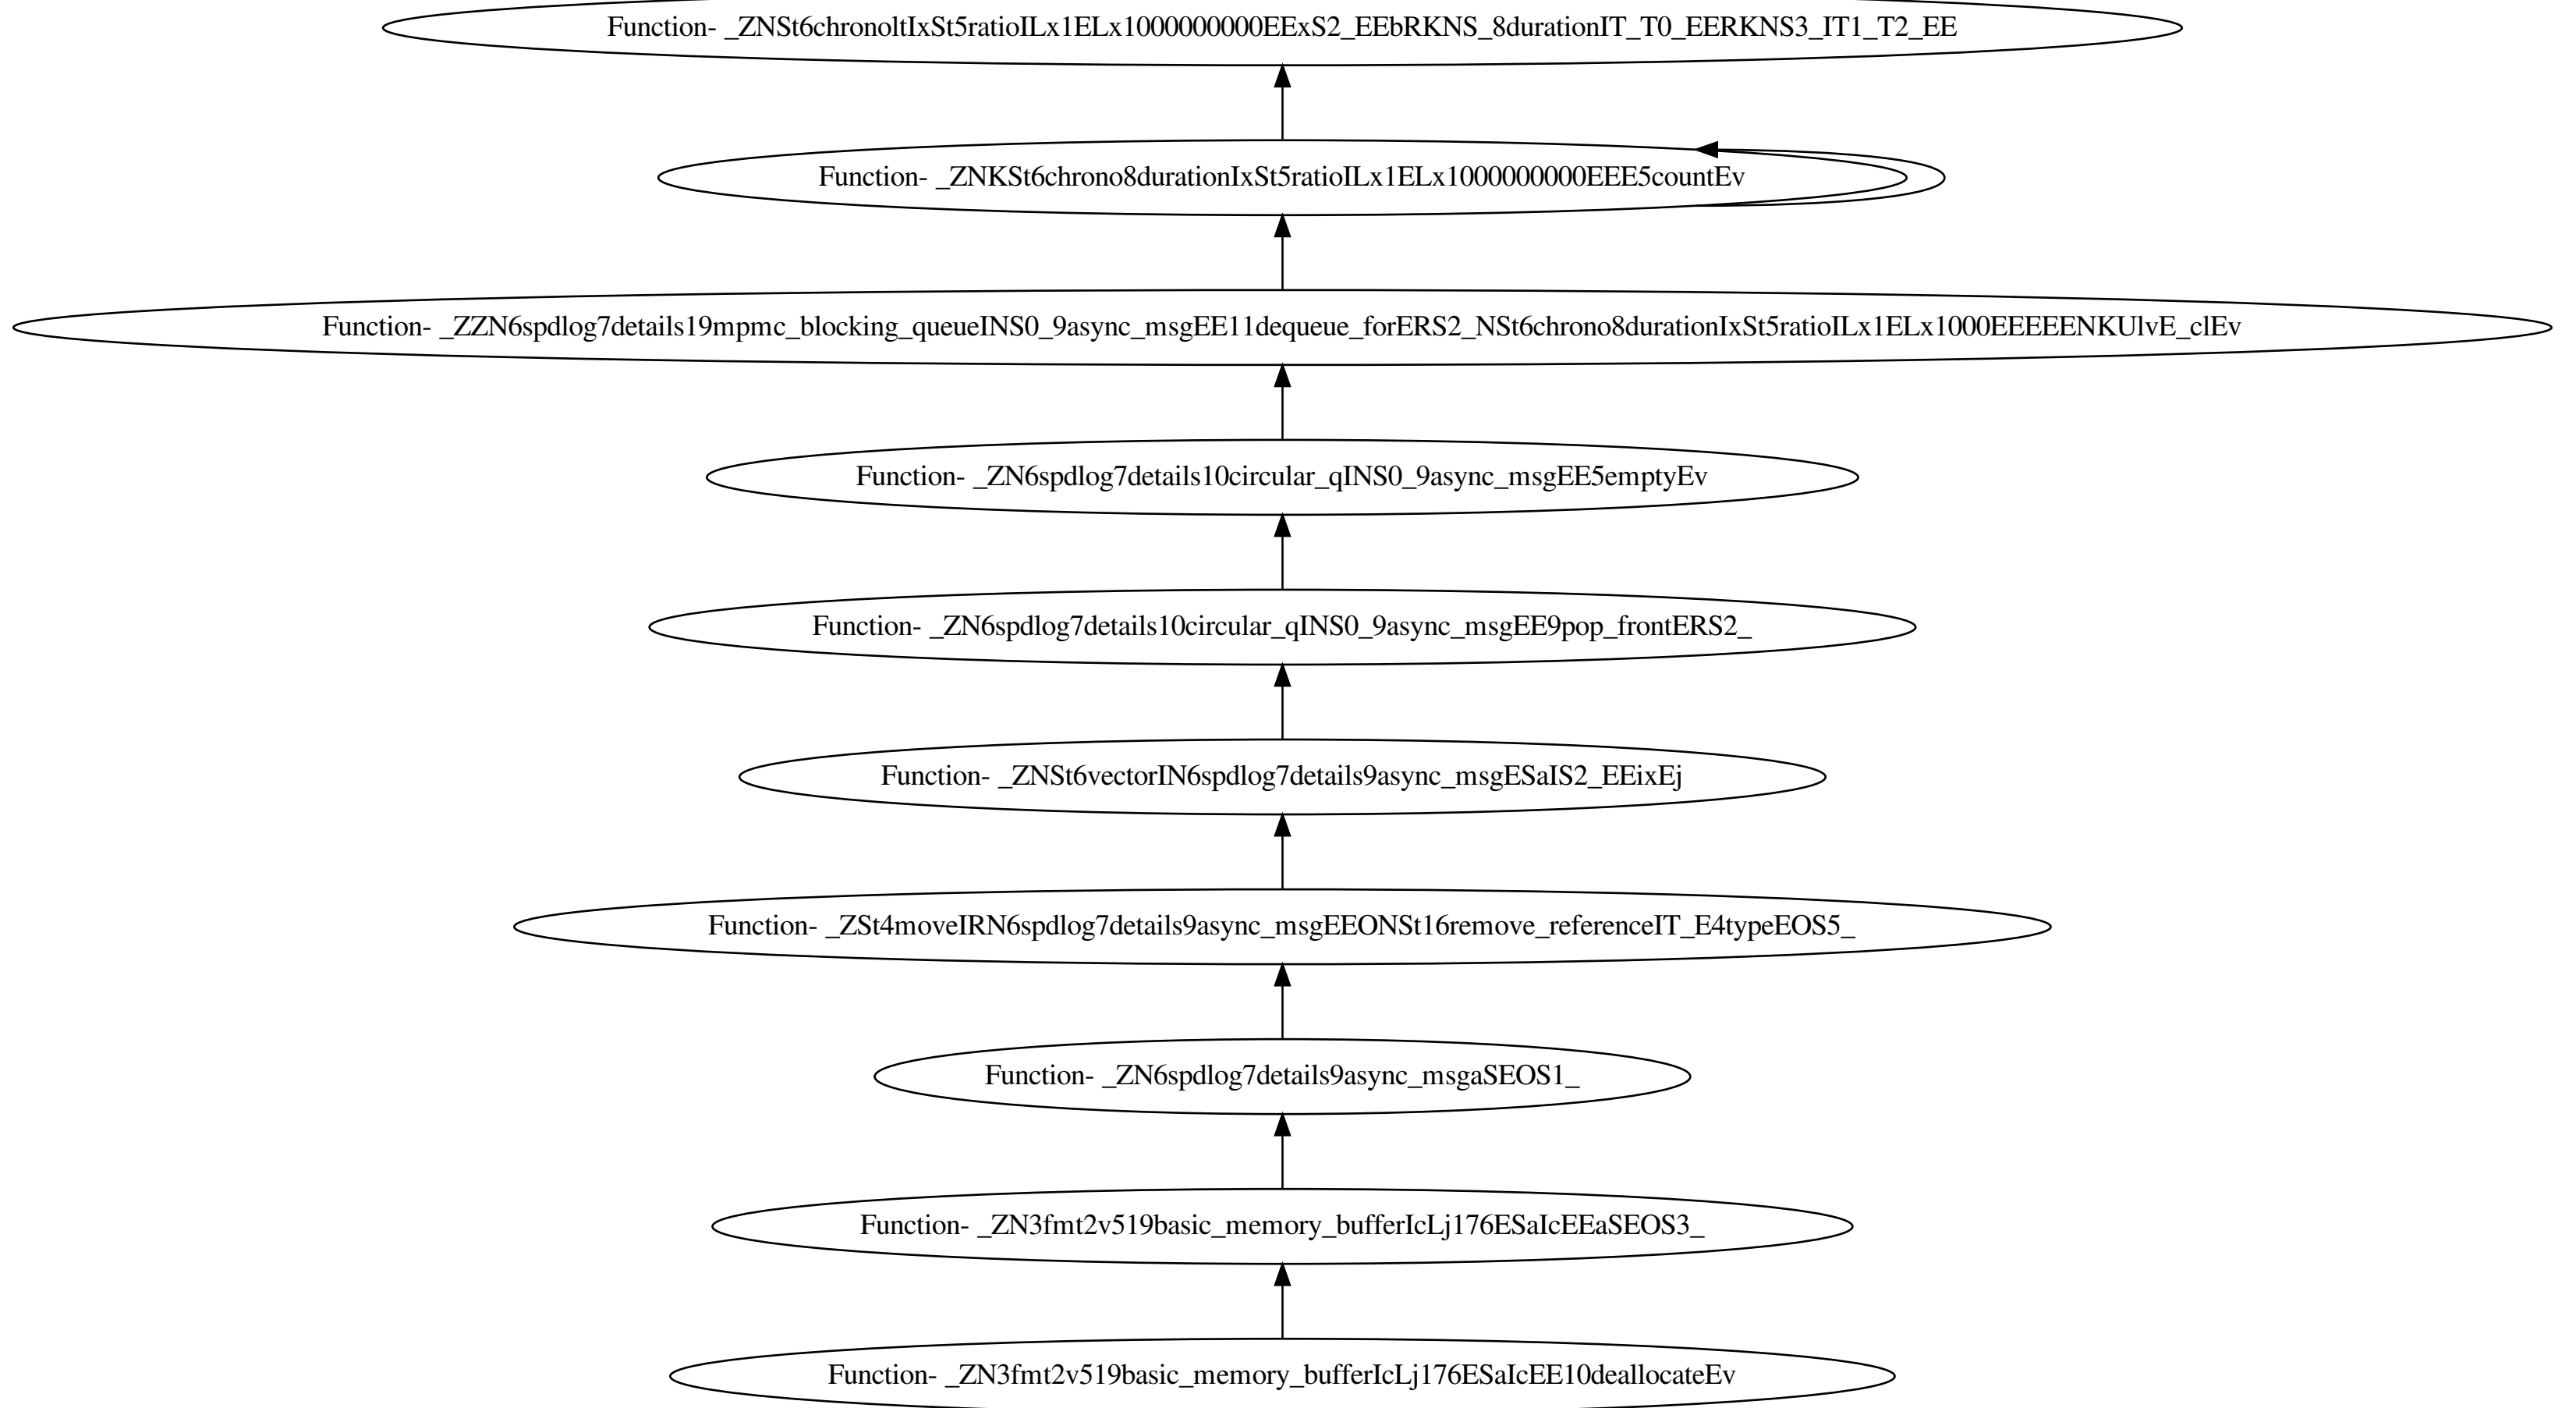 Function- _ZNSt6chronoltIxSt5ratioILx1ELx1000000000EExS2_EEbRKNS_8durationIT_T0_EERKNS3_IT1_T2_EE
Function- _ZNKSt6chrono8durationIxSt5ratioILx1ELx1000000000EEE5countEv
Function- _ZZN6spdlog7details19mpmc_blocking_queueINS0_9async_msgEE11dequeue_forERS2_NSt6chrono8durationIxSt5ratioILx1ELx1000EEEEENKUlvE_clEv
Function- _ZN6spdlog7details10circular_qINS0_9async_msgEE5emptyEv
Function- _ZN6spdlog7details10circular_qINS0_9async_msgEE9pop_frontERS2_
Function- _ZNSt6vectorIN6spdlog7details9async_msgESaIS2_EEixEj
Function- _ZSt4moveIRN6spdlog7details9async_msgEEONSt16remove_referenceIT_E4typeEOS5_
Function- _ZN6spdlog7details9async_msgaSEOS1_
Function- _ZN3fmt2v519basic_memory_bufferIcLj176ESaIcEEaSEOS3_
Function- _ZN3fmt2v519basic_memory_bufferIcLj176ESaIcEE10deallocateEv